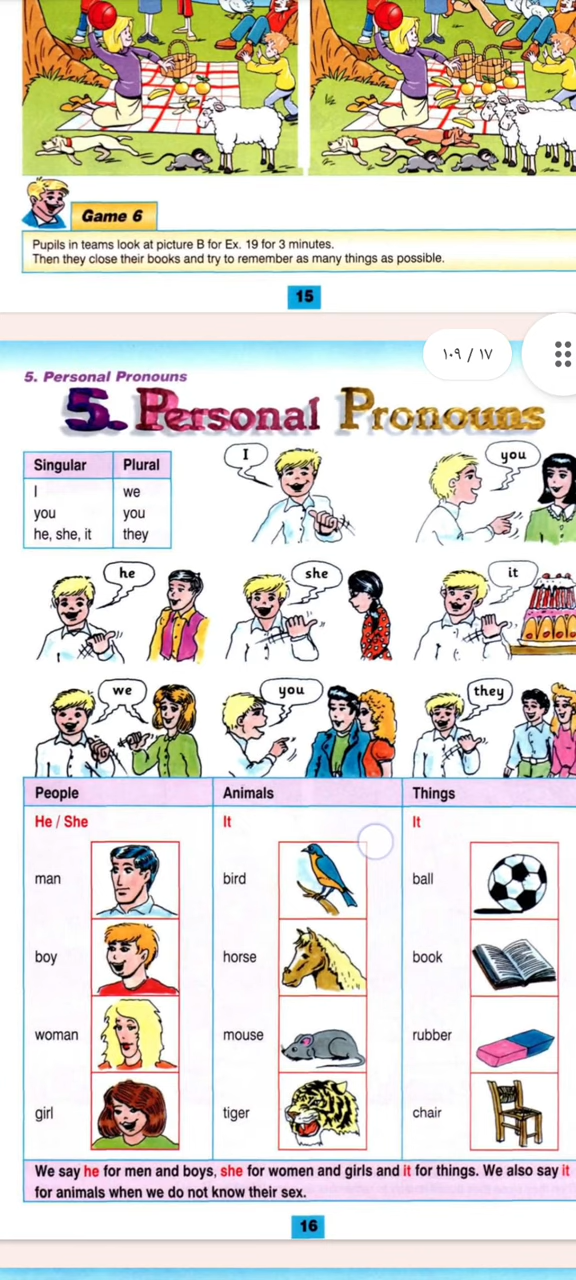 Game 6
Pupils in teams look at picture B for Ex. 19 for 3 minutes.
Then they close their books and try to remember as many things as possible.
15
١٠٩ / ١٧
5. Personal Pronouns
5. Personal Pronouns
Singular Plural
I we
you you
he, she, it they
I
you
he
she
it
we
you
they
People Animals Things
He / She It It
man bird ball
boy horse book
woman mouse rubber
girl tiger chair
We say he for men and boys, she for women and girls and it for things. We also say it
for animals when we do not know their sex.
16